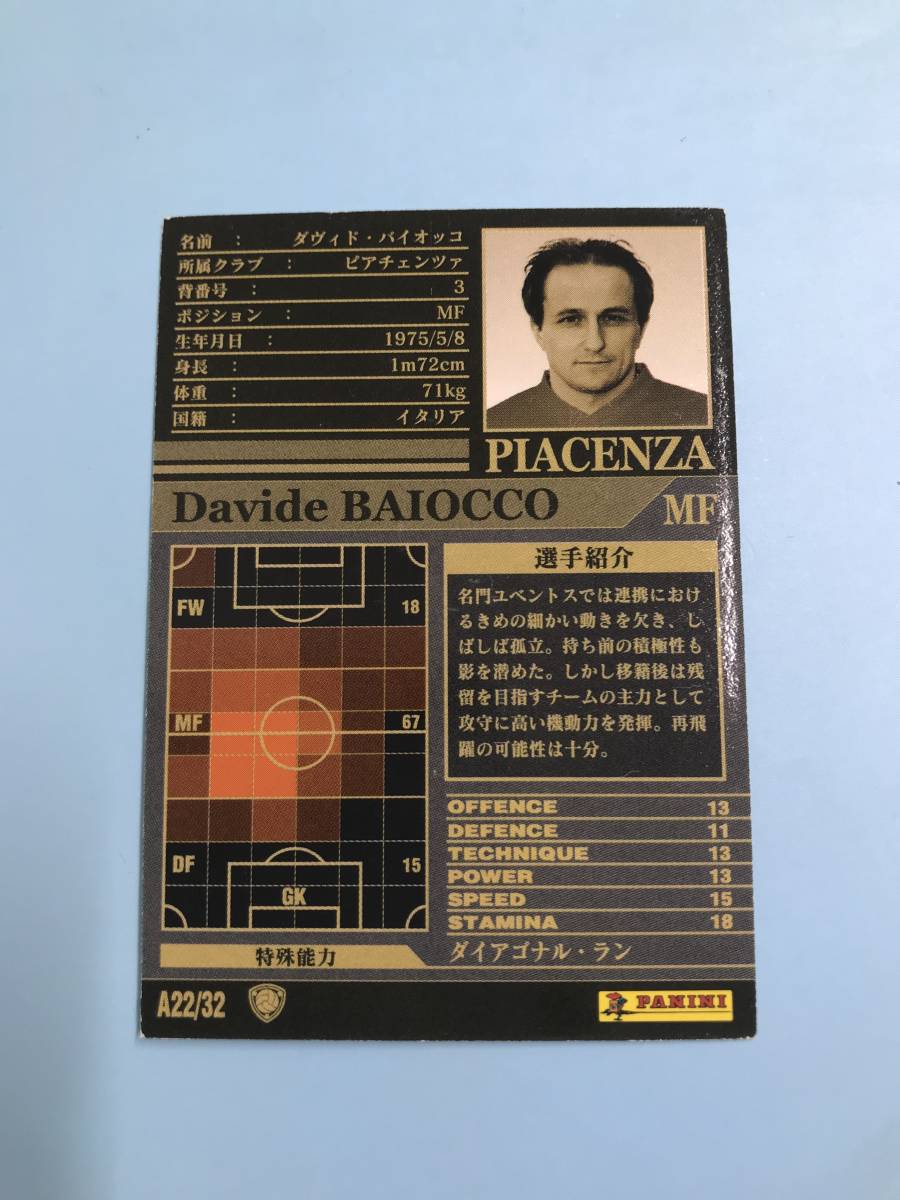 名前 : ダヴィド・バイオッコ
所属クラブ : ピアチェンツァ
背番号 : 3
ポジション : MF
生年月日 : 1975/5/8
身長 : 1m72cm
体重 : 71kg
国籍 : イタリア
PIACENZA
Davide BAIOCCO
MF
FW 18
MF 67
DF 15
GK
選手紹介
名門ユベントスでは連携におけ
るきめの細かい動きを欠き、し
ばしば孤立。持ち前の積極性も
影を潜めた。しかし移籍後は残
留を目指すチームの主力として
攻守に高い機動力を発揮。再飛
躍の可能性は十分。
OFFENCE 13
DEFENCE 11
TECHNIQUE 13
POWER 13
SPEED 15
STAMINA 18
特殊能力 ダイアゴナル・ラン
A22/32
PANINI